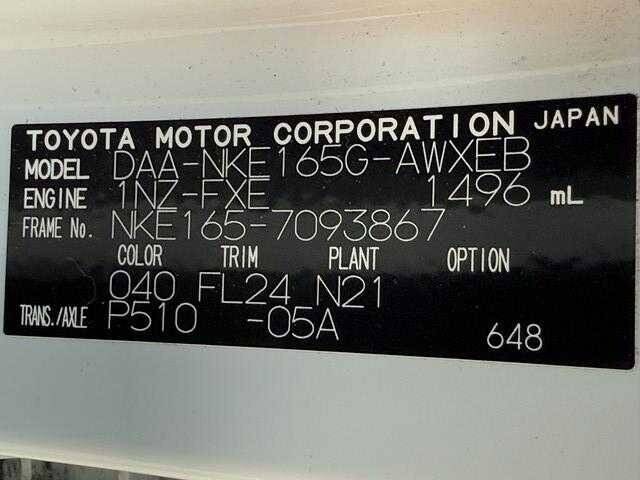 TOYOTA MOTOR CORPORATION JAPAN
MODEL DAA-NKE165G-AWXEB
ENGINE 1NZ-FXE 1496 mL
FRAME No. NKE165-7093867
COLOR TRIM PLANT OPTION
040 FL24 N21
TRANS./AXLE P510 -05A 648